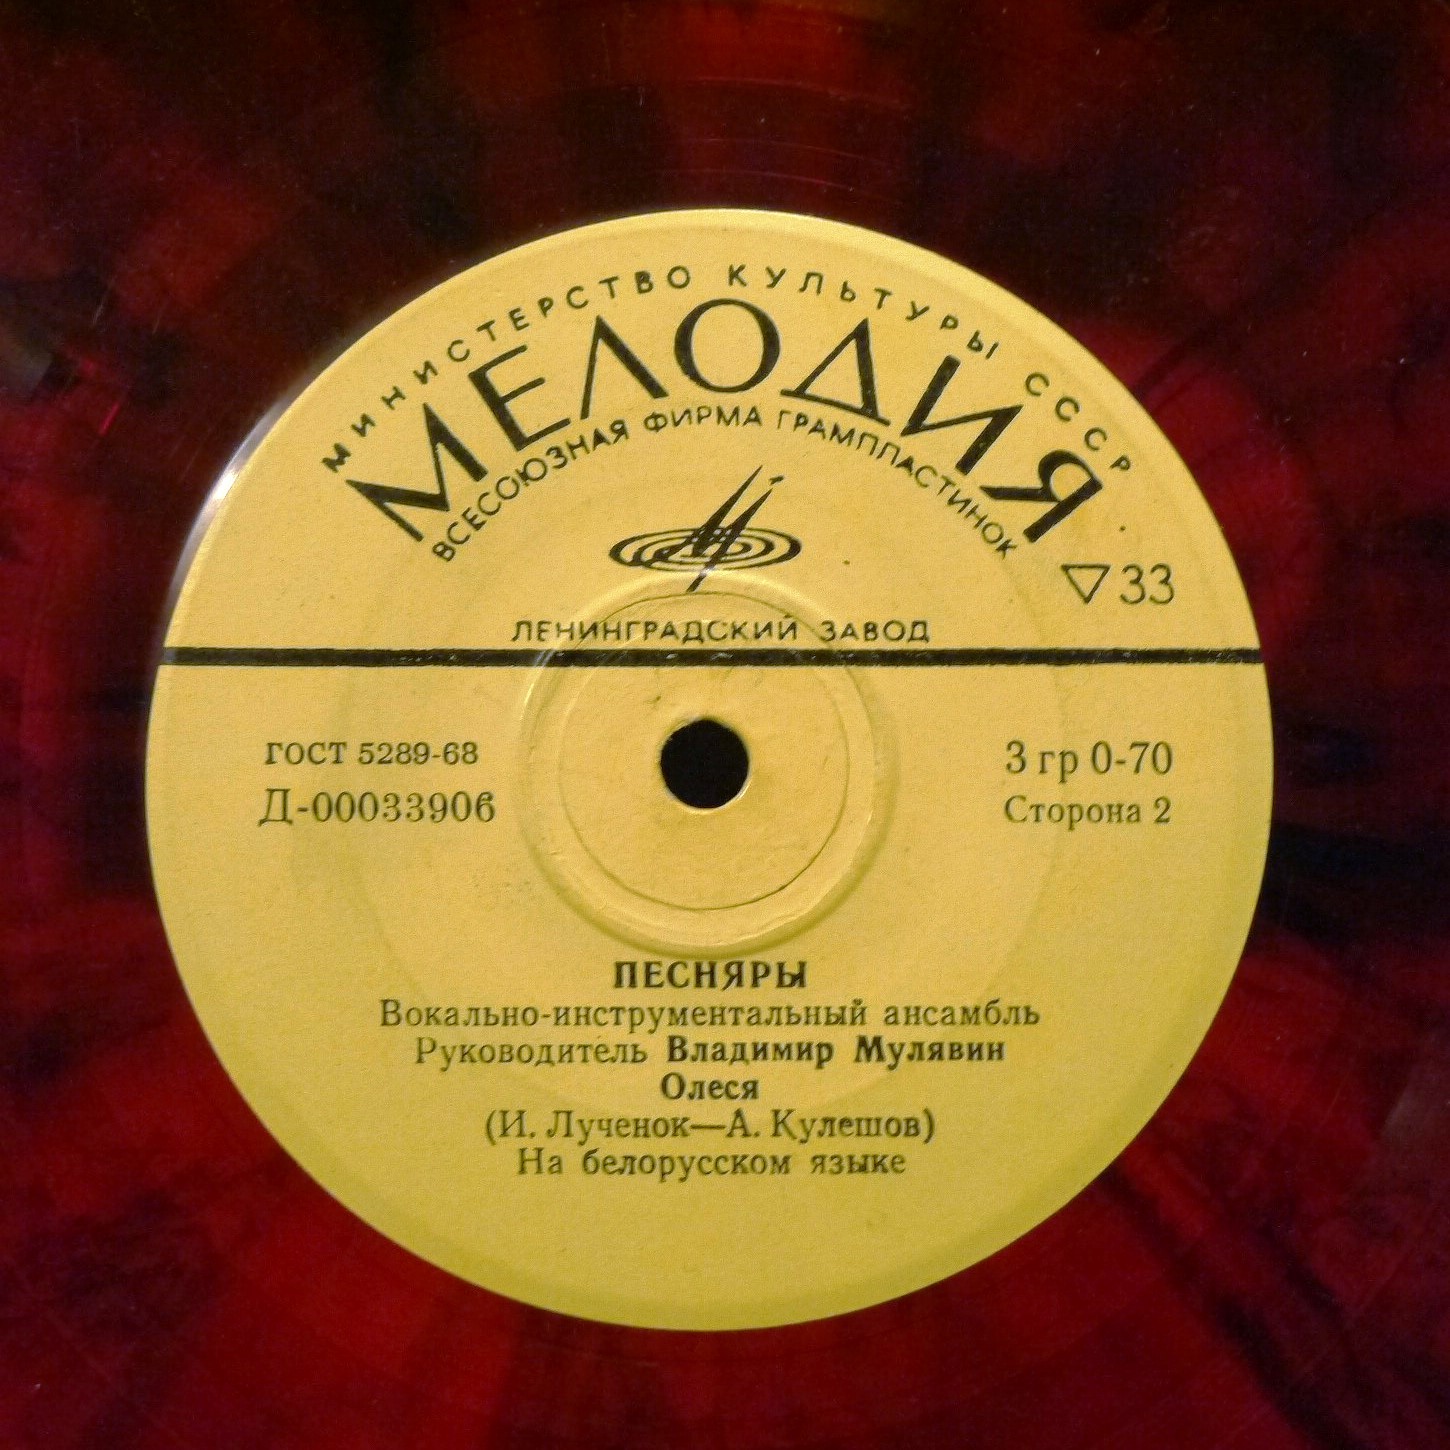 МИНИСТЕРСТВО КУЛЬТУРЫ СССР
МЕЛОДИЯ
ВСЕСОЮЗНАЯ ФИРМА ГРАМПЛАСТИНОК
33
ЛЕНИНГРАДСКИЙ ЗАВОД
ГОСТ 5289-68
Д-00033906
3 гр 0-70
Сторона 2
ПЕСНЯРЫ
Вокально-инструментальный ансамбль
Руководитель Владимир Мулявин
Олеся
(И. Лученок—А. Кулешов)
На белорусском языке